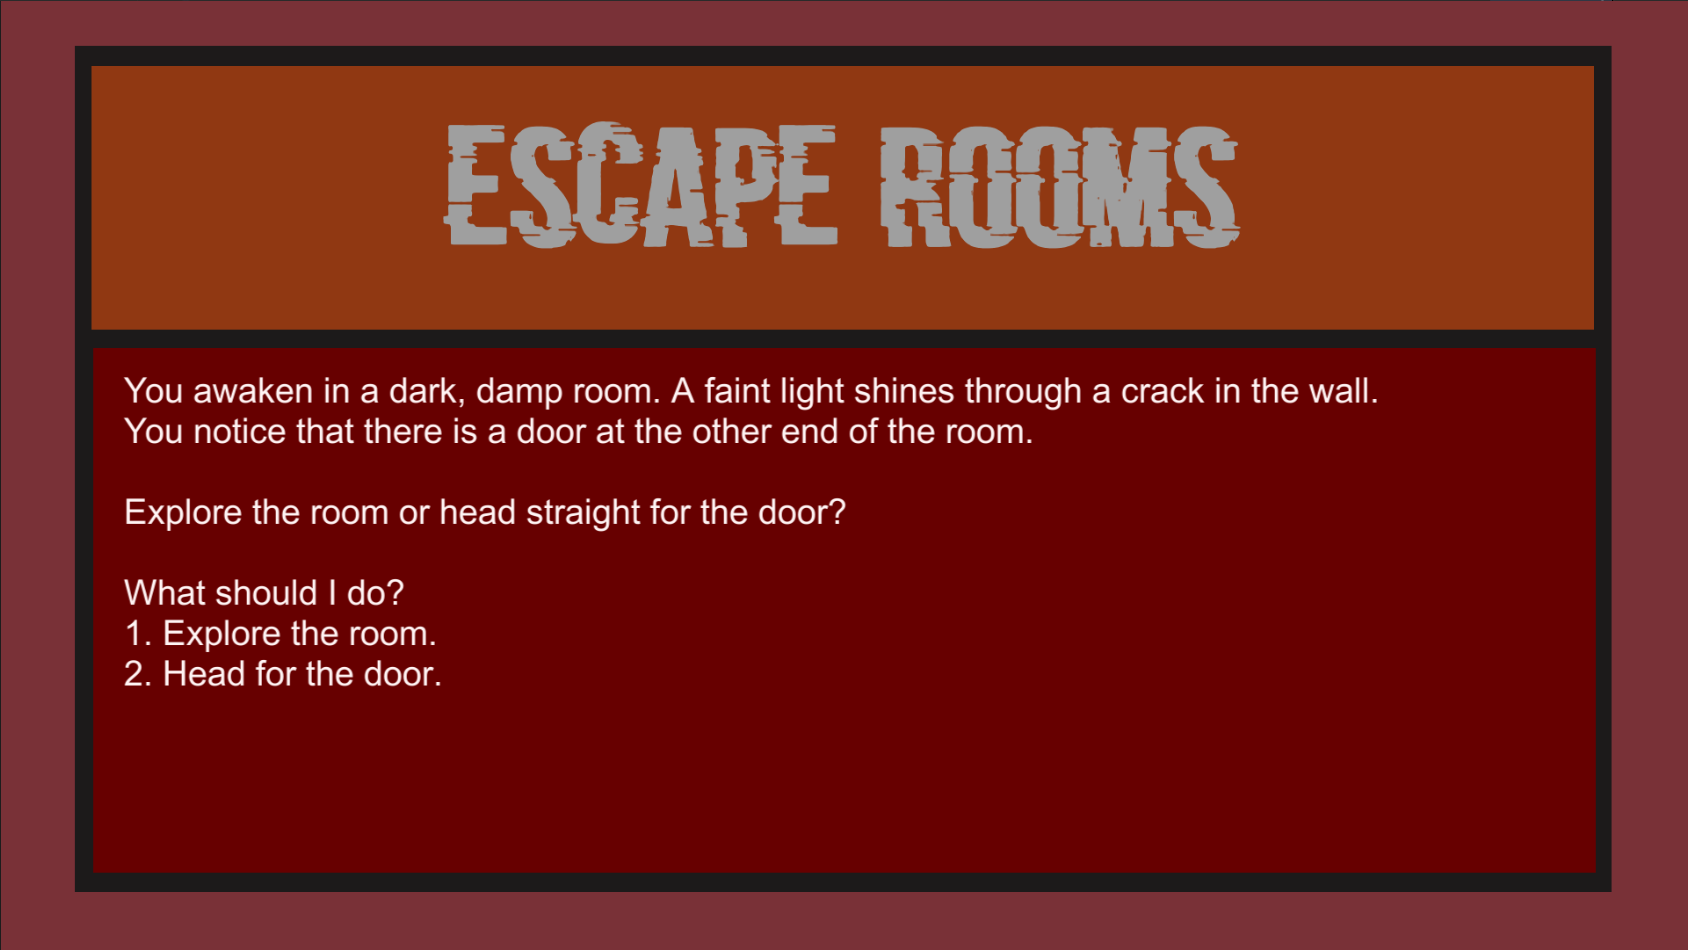 ESCAPE ROOMS
You awaken in a dark, damp room. A faint light shines through a crack in the wall.
You notice that there is a door at the other end of the room.
Explore the room or head straight for the door?
What should I do?
1. Explore the room.
2. Head for the door.